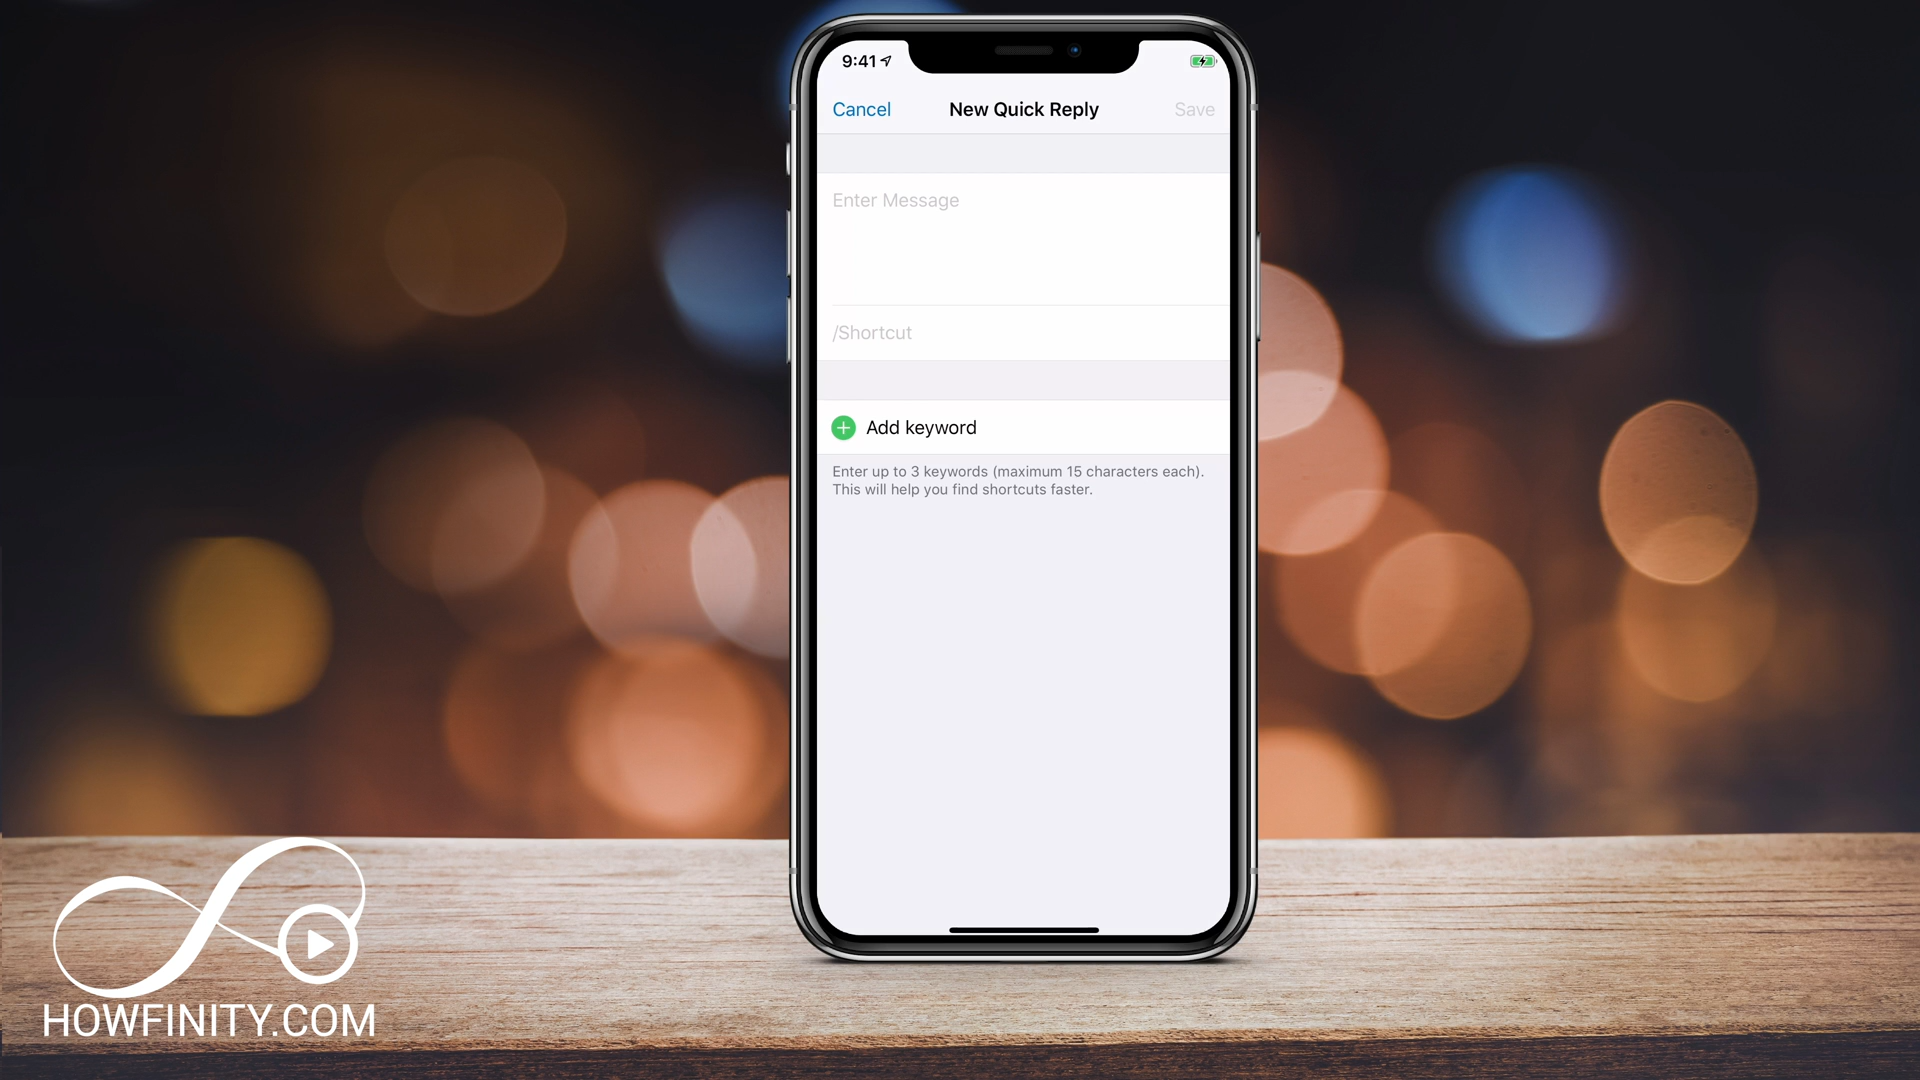 9:41
Cancel
New Quick Reply
Save
Enter Message
/Shortcut
Add keyword
Enter up to 3 keywords (maximum 15 characters each).
This will help you find shortcuts faster.
HOWFINITY.COM